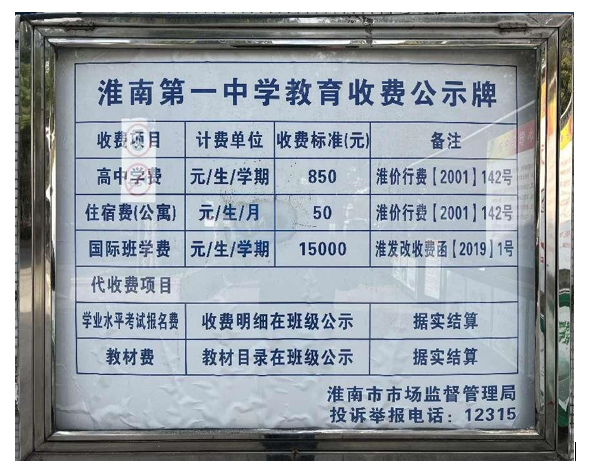 淮南第一中学教育收费公示牌
收费项目 计费单位 收费标准(元) 备注
高中学费 元/生/学期 850 淮价行费【2001】142号
住宿费(公寓) 元/生/月 50 淮价行费【2001】142号
国际班学费 元/生/学期 15000 淮发改收费函【2019】1号
代收费项目
学业水平考试报名费 收费明细在班级公示 据实结算
教材费 教材目录在班级公示 据实结算
淮南市市场监督管理局
投诉举报电话：12315